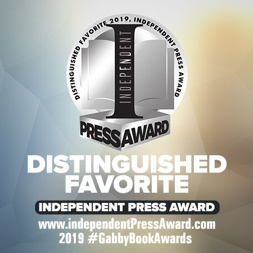 DISTINGUISHED FAVORITE 2019, INDEPENDENT PRESS AWARD
INDEPENDENT
PRESS AWARD
DISTINGUISHED
FAVORITE
INDEPENDENT PRESS AWARD
www.independentPressAward.com
2019 #GabbyBookAwards